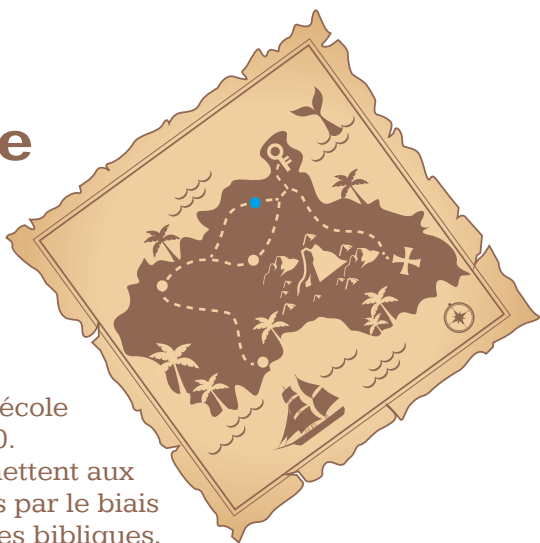 e
école
0.
ettent aux
s par le biais
es bibliques.